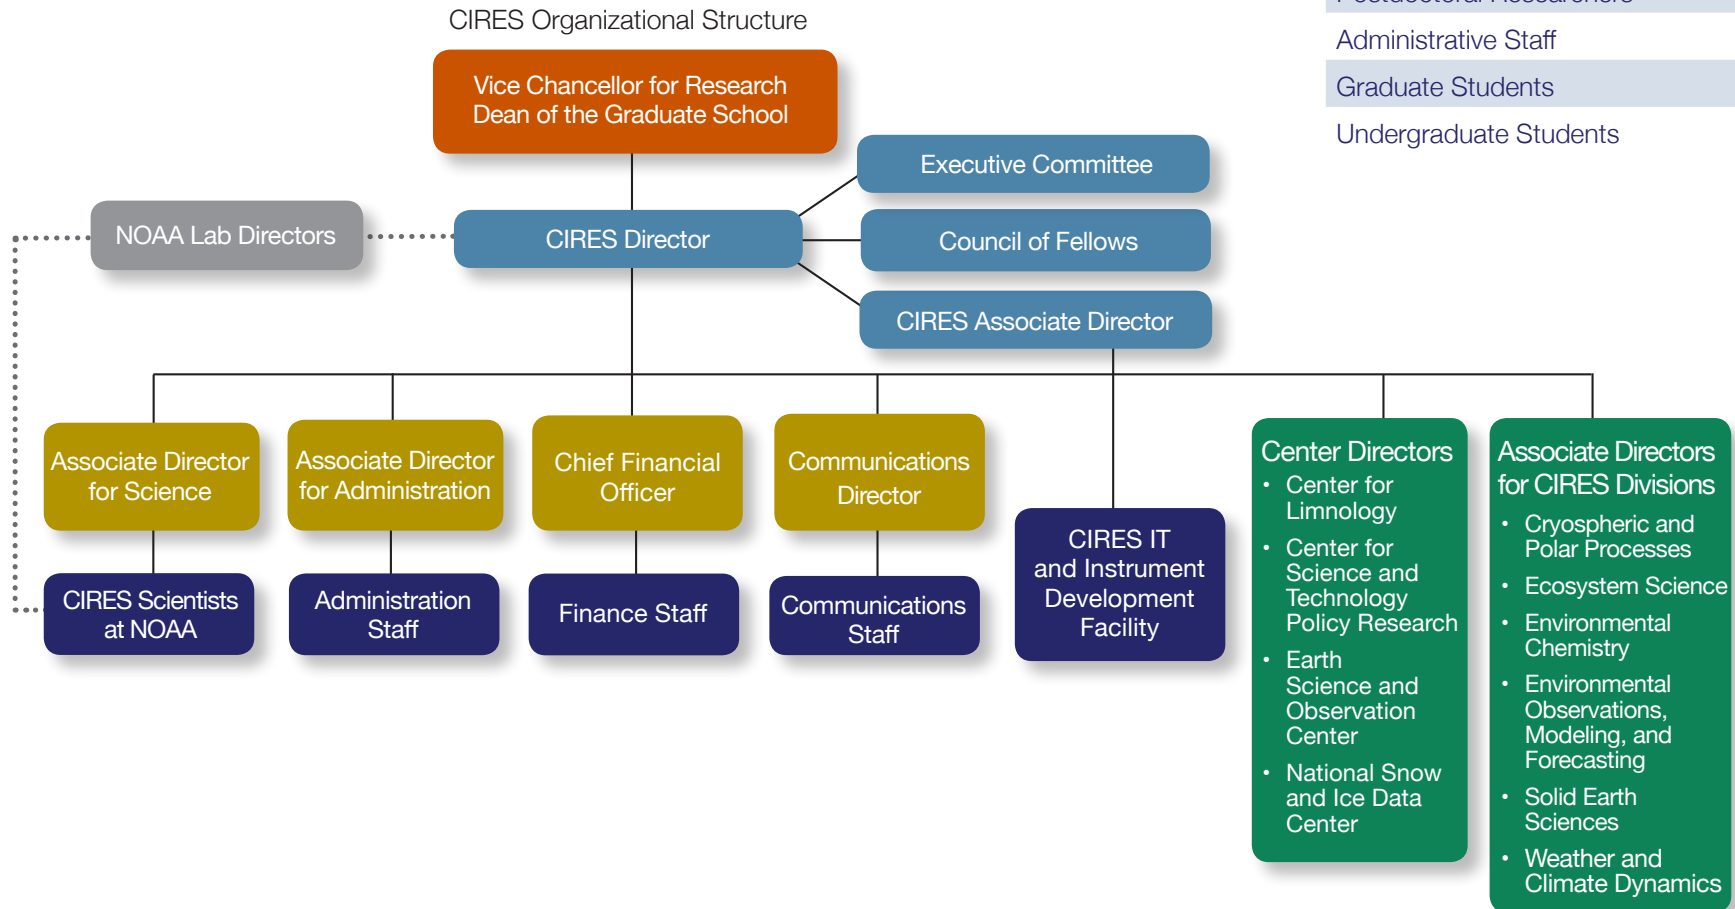 CIRES Organizational Structure
Postdoctoral Researchers
Administrative Staff
Graduate Students
Undergraduate Students
Vice Chancellor for Research
Dean of the Graduate School
Executive Committee
NOAA Lab Directors
CIRES Director
Council of Fellows
CIRES Associate Director
Associate Director
for Science
Associate Director
for Administration
Chief Financial
Officer
Communications
Director
CIRES Scientists
at NOAA
Administration
Staff
Finance Staff
Communications
Staff
CIRES IT
and Instrument
Development
Facility
Center Directors
• Center for
Limnology
• Center for
Science and
Technology
Policy Research
• Earth
Science and
Observation
Center
• National Snow
and Ice Data
Center
Associate Directors
for CIRES Divisions
• Cryospheric and
Polar Processes
• Ecosystem Science
• Environmental
Chemistry
• Environmental
Observations,
Modeling, and
Forecasting
• Solid Earth
Sciences
• Weather and
Climate Dynamics